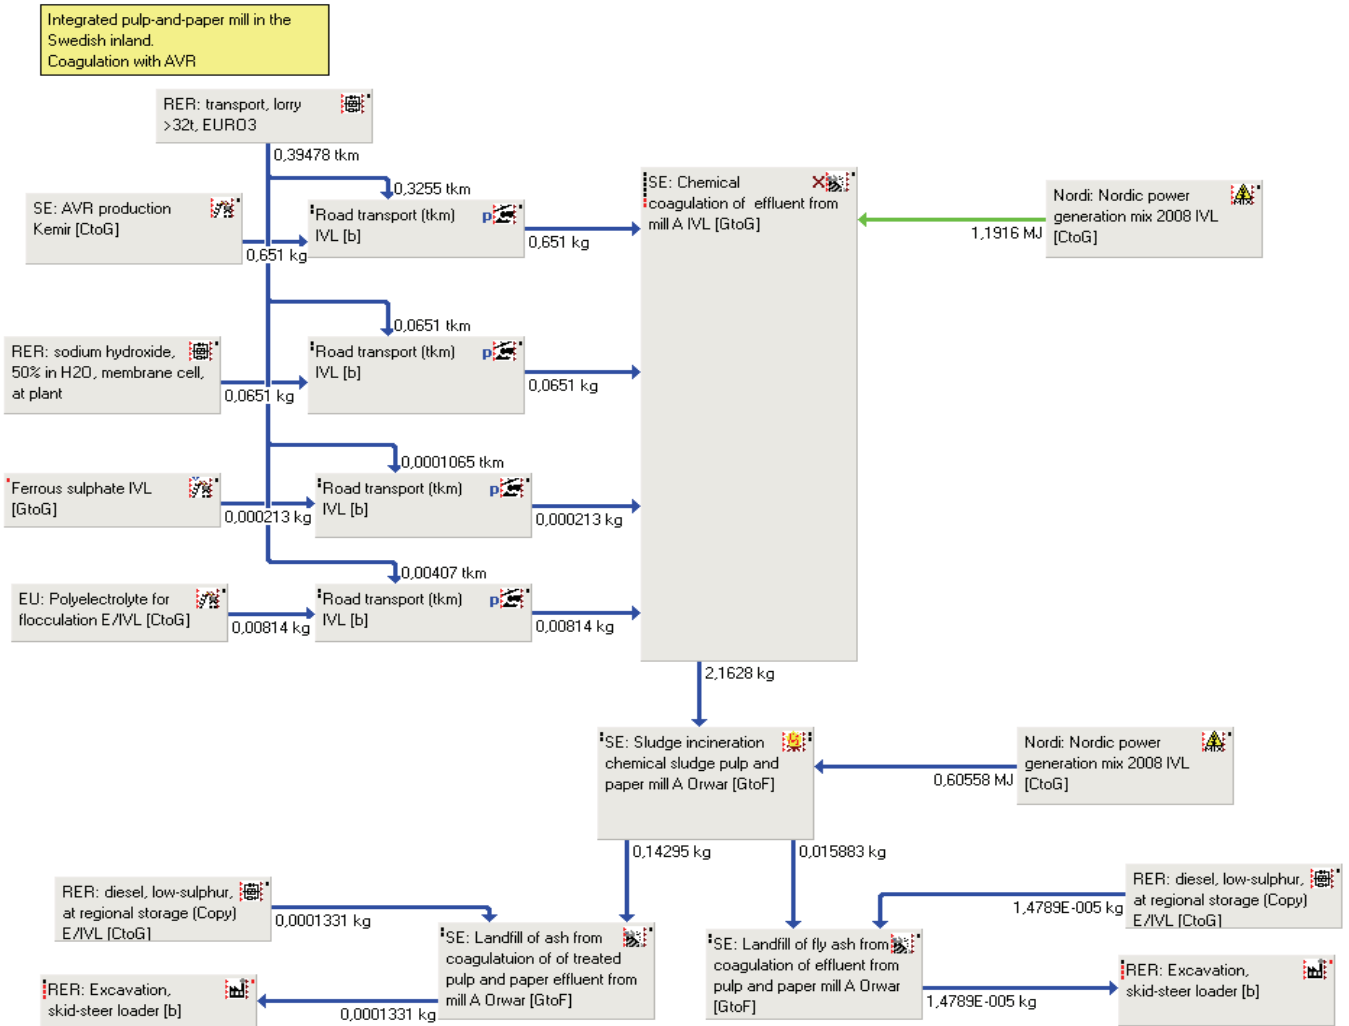 Integrated pulp-and-paper mill in the
Swedish inland.
Coagulation with AVR
RER: transport, lorry
>32t, EURO3
0,39478 tkm
0,3255 tkm
SE: AVR production
Kemir [CtoG]
0,651 kg
Road transport (tkm)
IVL [b]
p
0,651 kg
SE: Chemical
coagulation of effluent from
mill A IVL [GtoG]
Nordi: Nordic power
generation mix 2008 IVL
[CtoG]
MIX
1,1916 MJ
0,0651 tkm
RER: sodium hydroxide,
50% in H2O, membrane cell,
at plant
0,0651 kg
Road transport (tkm)
IVL [b]
p
0,0651 kg
0,0001065 tkm
Ferrous sulphate IVL
[GtoG]
0,000213 kg
Road transport (tkm)
IVL [b]
p
0,000213 kg
0,00407 tkm
EU: Polyelectrolyte for
flocculation E/IVL [CtoG]
0,00814 kg
Road transport (tkm)
IVL [b]
p
0,00814 kg
2,1628 kg
SE: Sludge incineration
chemical sludge pulp and
paper mill A Orwar [GtoF]
Nordi: Nordic power
generation mix 2008 IVL
[CtoG]
MIX
0,60558 MJ
0,14295 kg
0,015883 kg
RER: diesel, low-sulphur,
at regional storage (Copy)
E/IVL [CtoG]
0,0001331 kg
SE: Landfill of ash from
coagulatuion of of treated
pulp and paper effluent from
mill A Orwar [GtoF]
RER: Excavation,
skid-steer loader [b]
0,0001331 kg
SE: Landfill of fly ash from
coagulation of effluent from
pulp and paper mill A Orwar
[GtoF]
RER: diesel, low-sulphur,
at regional storage (Copy)
E/IVL [CtoG]
1,4789E-005 kg
RER: Excavation,
skid-steer loader [b]
1,4789E-005 kg